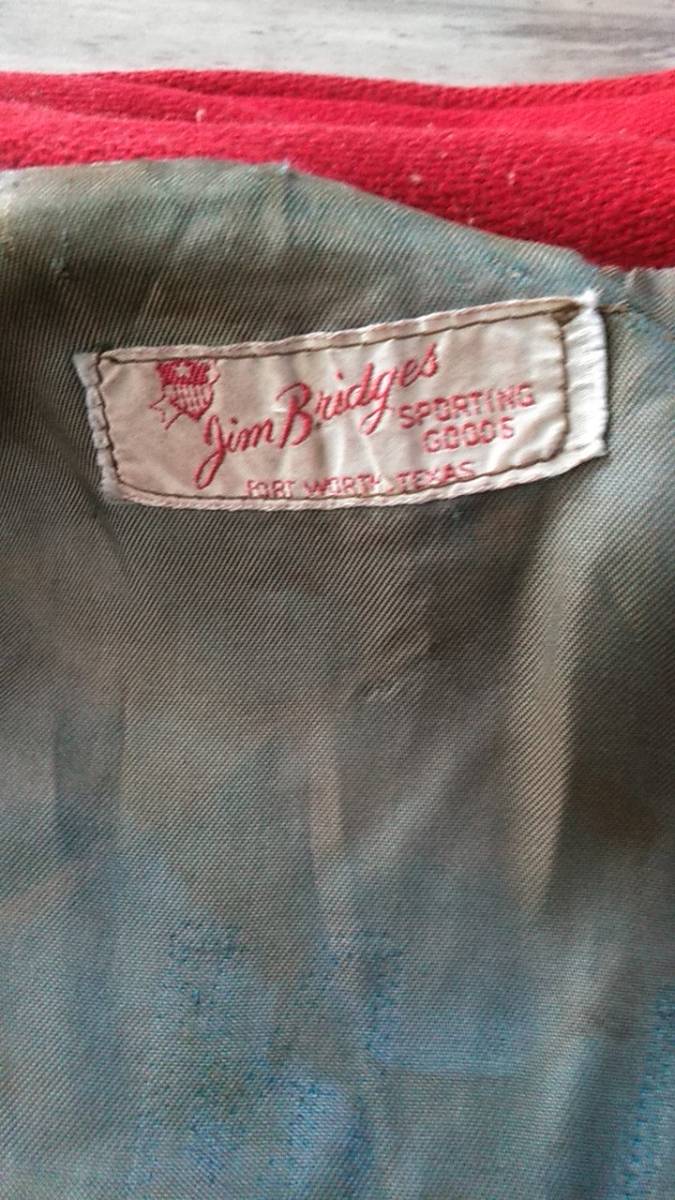 Jim Bridges
SPORTING
GOODS
FORT WORTH, TEXAS